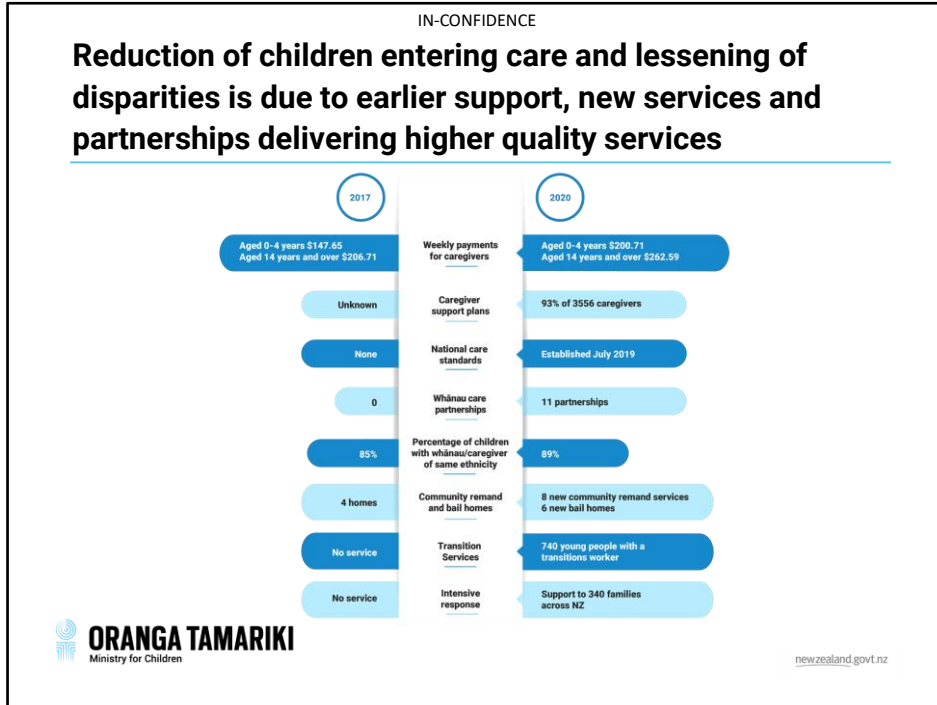 IN-CONFIDENCE
Reduction of children entering care and lessening of
disparities is due to earlier support, new services and
partnerships delivering higher quality services
2017
2020
Aged 0-4 years $147.65
Aged 14 years and over $206.71
Weekly payments
for caregivers
Aged 0-4 years $200.71
Aged 14 years and over $262.59
Unknown
Caregiver
support plans
93% of 3556 caregivers
None
National care
standards
Established July 2019
0
Whānau care
partnerships
11 partnerships
85%
Percentage of children
with whānau/caregiver
of same ethnicity
89%
4 homes
Community remand
and bail homes
8 new community remand services
6 new bail homes
No service
Transition
Services
740 young people with a
transitions worker
No service
Intensive
response
Support to 340 families
across NZ
ORANGA TAMARIKI
Ministry for Children
newzealand.govt.nz